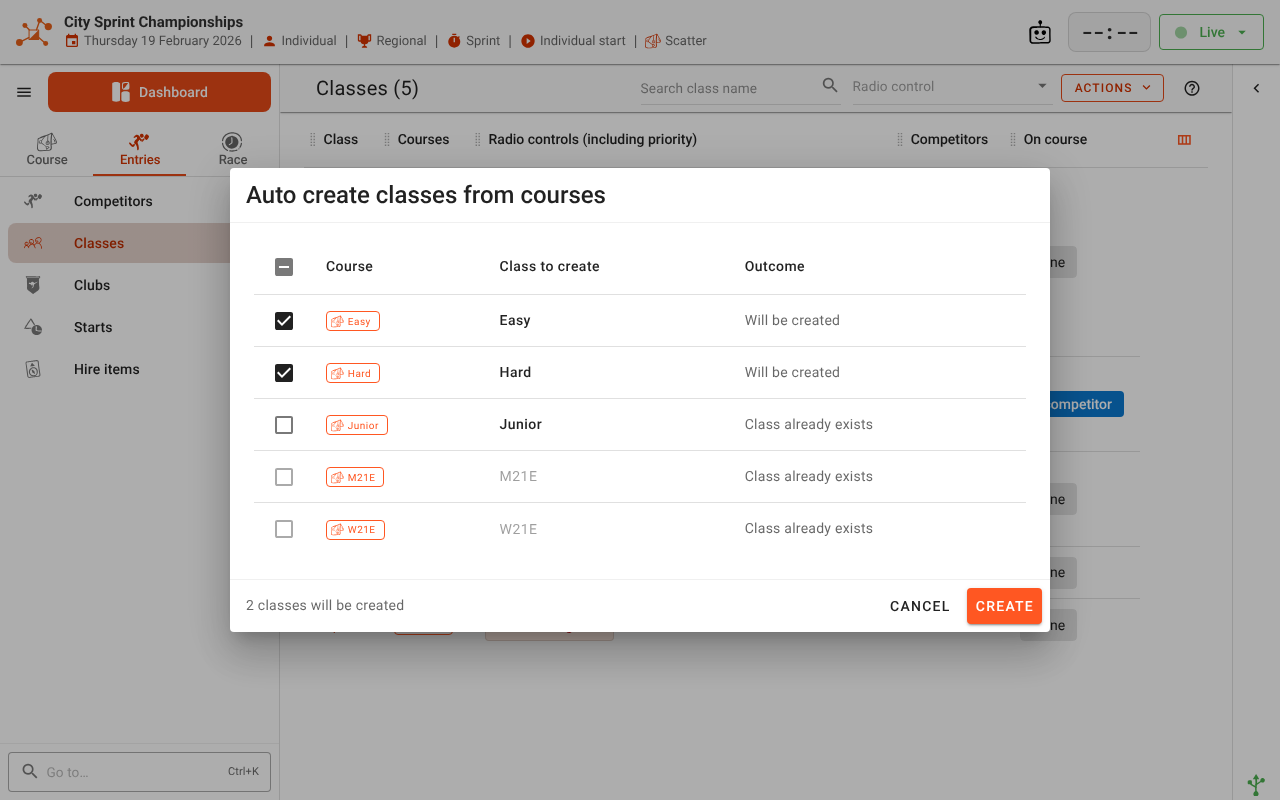 City Sprint Championships
Thursday 19 February 2026 | Individual | Regional | Sprint | Individual start | Scatter
--:--
Live
Dashboard
Classes (5)
Search class name
Radio control
ACTIONS
Course
Entries
Race
Class
Courses
Radio controls (including priority)
Competitors
On course
Competitors
Classes
Clubs
Starts
Hire items
Auto create classes from courses
Course
Class to create
Outcome
Easy
Easy
Will be created
Hard
Hard
Will be created
Junior
Junior
Class already exists
M21E
M21E
Class already exists
W21E
W21E
Class already exists
2 classes will be created
CANCEL
CREATE
Go to...
Ctrl+K